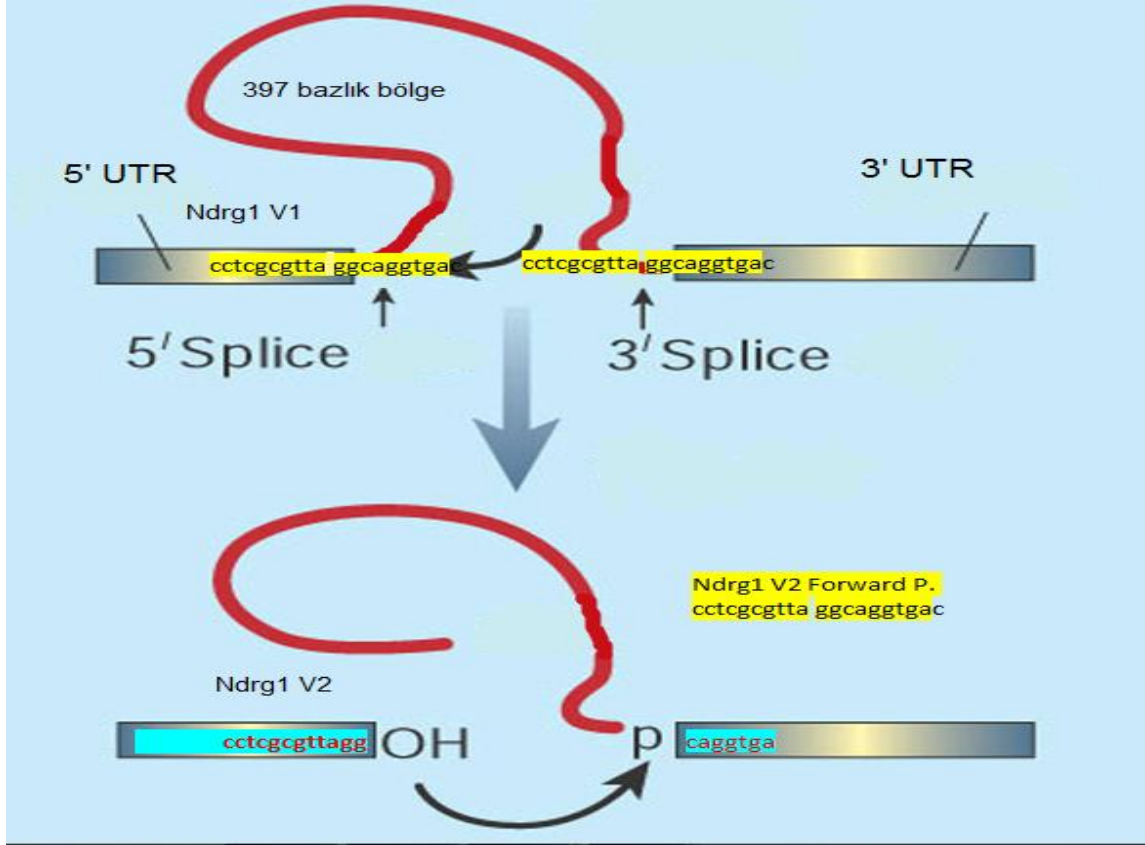 397 bazlık bölge
5' UTR
3' UTR
Ndrg1 V1
cctcgcgtta ggcaggtgac
cctcgcgtta ggcaggtgac
5' Splice
3' Splice
Ndrg1 V2 Forward P.
cctcgcgtta ggcaggtgac
Ndrg1 V2
cctcgcgttagg OH
p caggtga